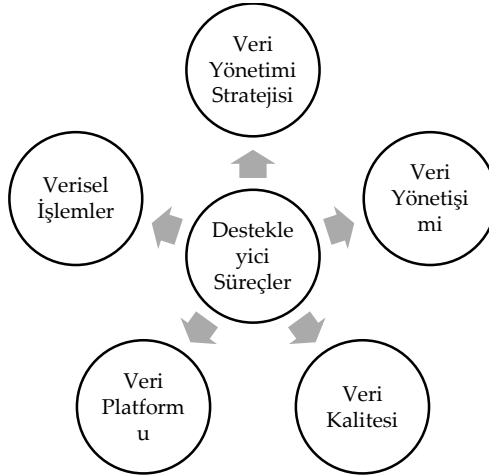 Veri
Yönetimi
Stratejisi
Veri
Yönetişi
mi
Veri
Kalitesi
Veri
Platform
u
Verisel
İşlemler
Destekle
yici
Süreçler